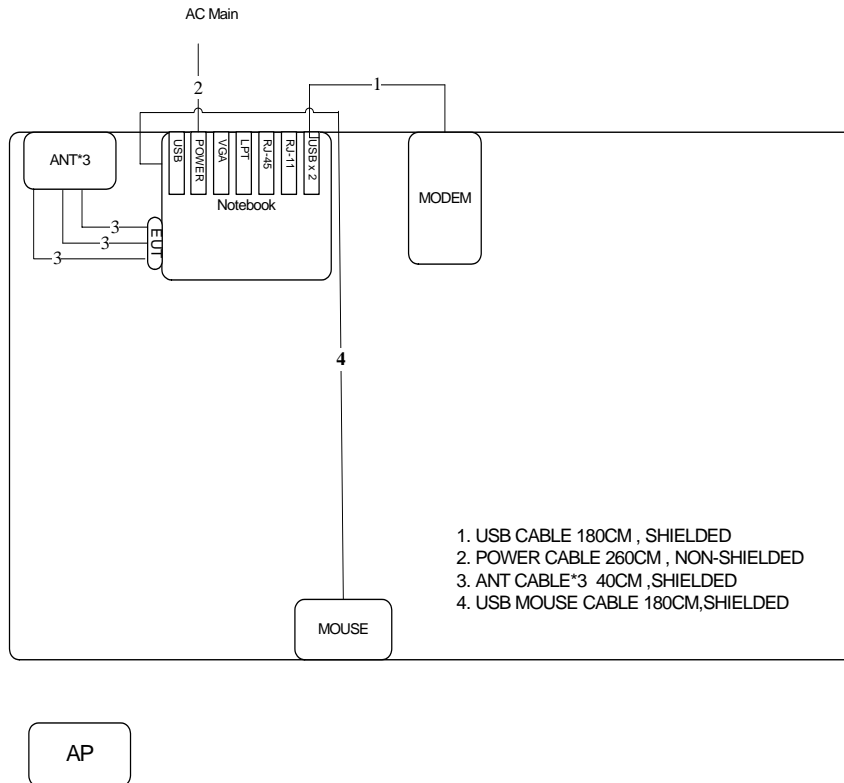 AC Main
2
1
ANT*3
USB
POWER
VGA
LPT
RJ-45
RJ-11
USB x 2
Notebook
MODEM
3
3
3
EUT
4
1. USB CABLE 180CM , SHIELDED
2. POWER CABLE 260CM , NON-SHIELDED
3. ANT CABLE*3 40CM ,SHIELDED
4. USB MOUSE CABLE 180CM,SHIELDED
MOUSE
AP